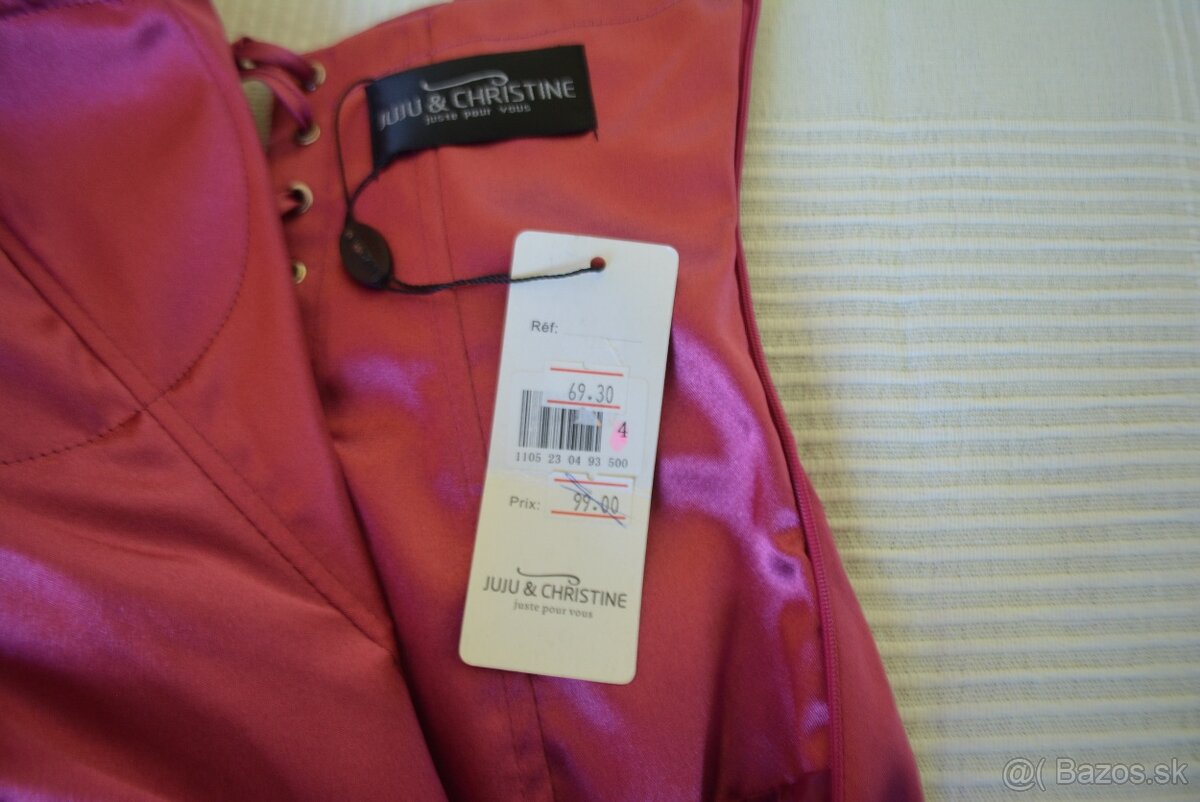 JUJU & CHRISTINE
juste pour vous
Réf:
69.30
4
1105 23 04 93 500
Prix: 99.00
JUJU & CHRISTINE
juste pour vous
@( Bazos.sk